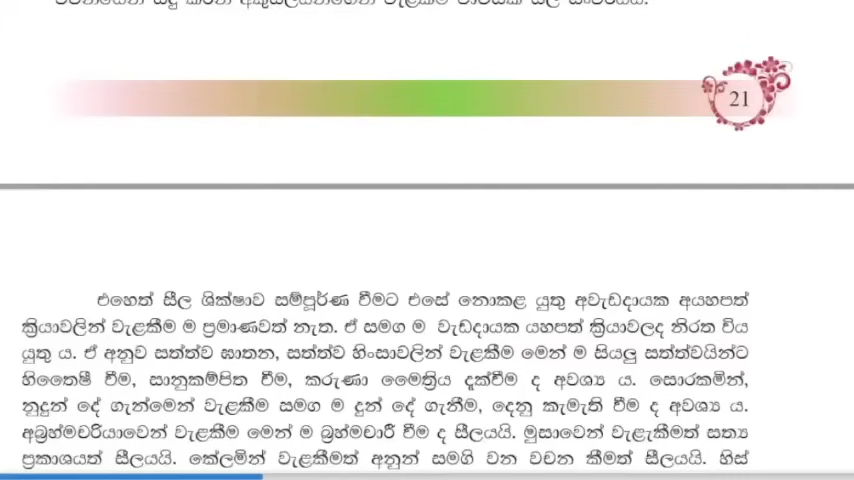 21
එහෙත් සීල ශික්ෂාව සම්පූර්ණ වීමට එසේ නොකළ යුතු අවැඩදායක අයහපත්
ක්‍රියාවලින් වැළකීම ම ප්‍රමාණවත් නැත. ඒ සමග ම වැඩදායක යහපත් ක්‍රියාවලද නිරත විය
යුතු ය. ඒ අනුව සත්ත්ව ඝාතන, සත්ත්ව හිංසාවලින් වැළකීම මෙන් ම සියලු සත්ත්වයින්ට
හිතෛෂී වීම, සානුකම්පිත වීම, කරුණා මෛත්‍රිය දැක්වීම ද අවශ්‍ය ය. සොරකමින්,
නුදුන් දේ ගැන්මෙන් වැළකීම සමග ම දුන් දේ ගැනීම, දෙනු කැමැති වීම ද අවශ්‍ය ය.
අබ්‍රහ්මචරියාවෙන් වැළකීම මෙන් ම බ්‍රහ්මචාරී වීම ද සීලයයි. මුසාවෙන් වැළැකීමත් සත්‍ය
ප්‍රකාශයත් සීලයයි. කේලමින් වැළකීමත් අනුන් සමගි වන වචන කීමත් සීලයයි. හිස්